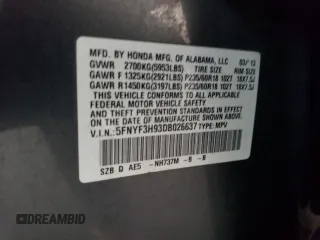 MFD. BY HONDA MFG. OF ALABAMA, LLC 03/13
GVWR 2700KG(5953LBS) TIRE SIZE RIM SIZE
GAWR F 1325KG(2921LBS) P235/60R18 102T 18X7.5J
GAWR R 1450KG(3197LBS) P235/60R18 102T 18X7.5J
THIS VEHICLE CONFORMS TO ALL APPLICABLE FEDERAL MOTOR
VEHICLE SAFETY AND THEFT PREVENTION STANDARDS IN EFFECT
ON THE DATE OF MANUFACTURE SHOWN ABOVE.
V.I.N.: 5FNYF3H93DB026637 TYPE: MPV
SZB D AE5 -NH737M -B -B
DREAMBID